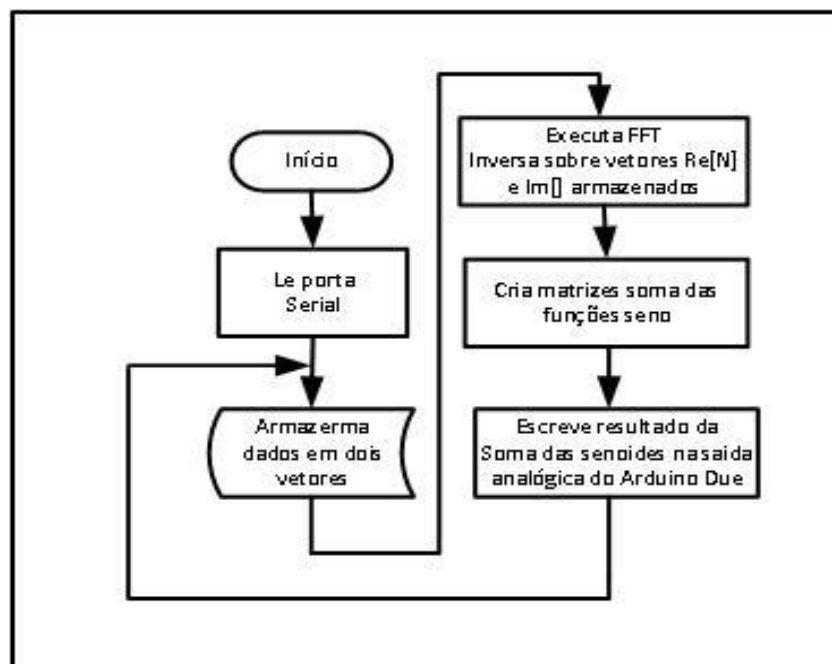 Início
Le porta
Serial
Armazerma
dados em dois
vetores
Executa FFT
Inversa sobre vetores Re[N]
e Im[] armazenados
Cria matrizes soma das
funções seno
Escreve resultado da
Soma das senoides na saida
analógica do Arduino Due